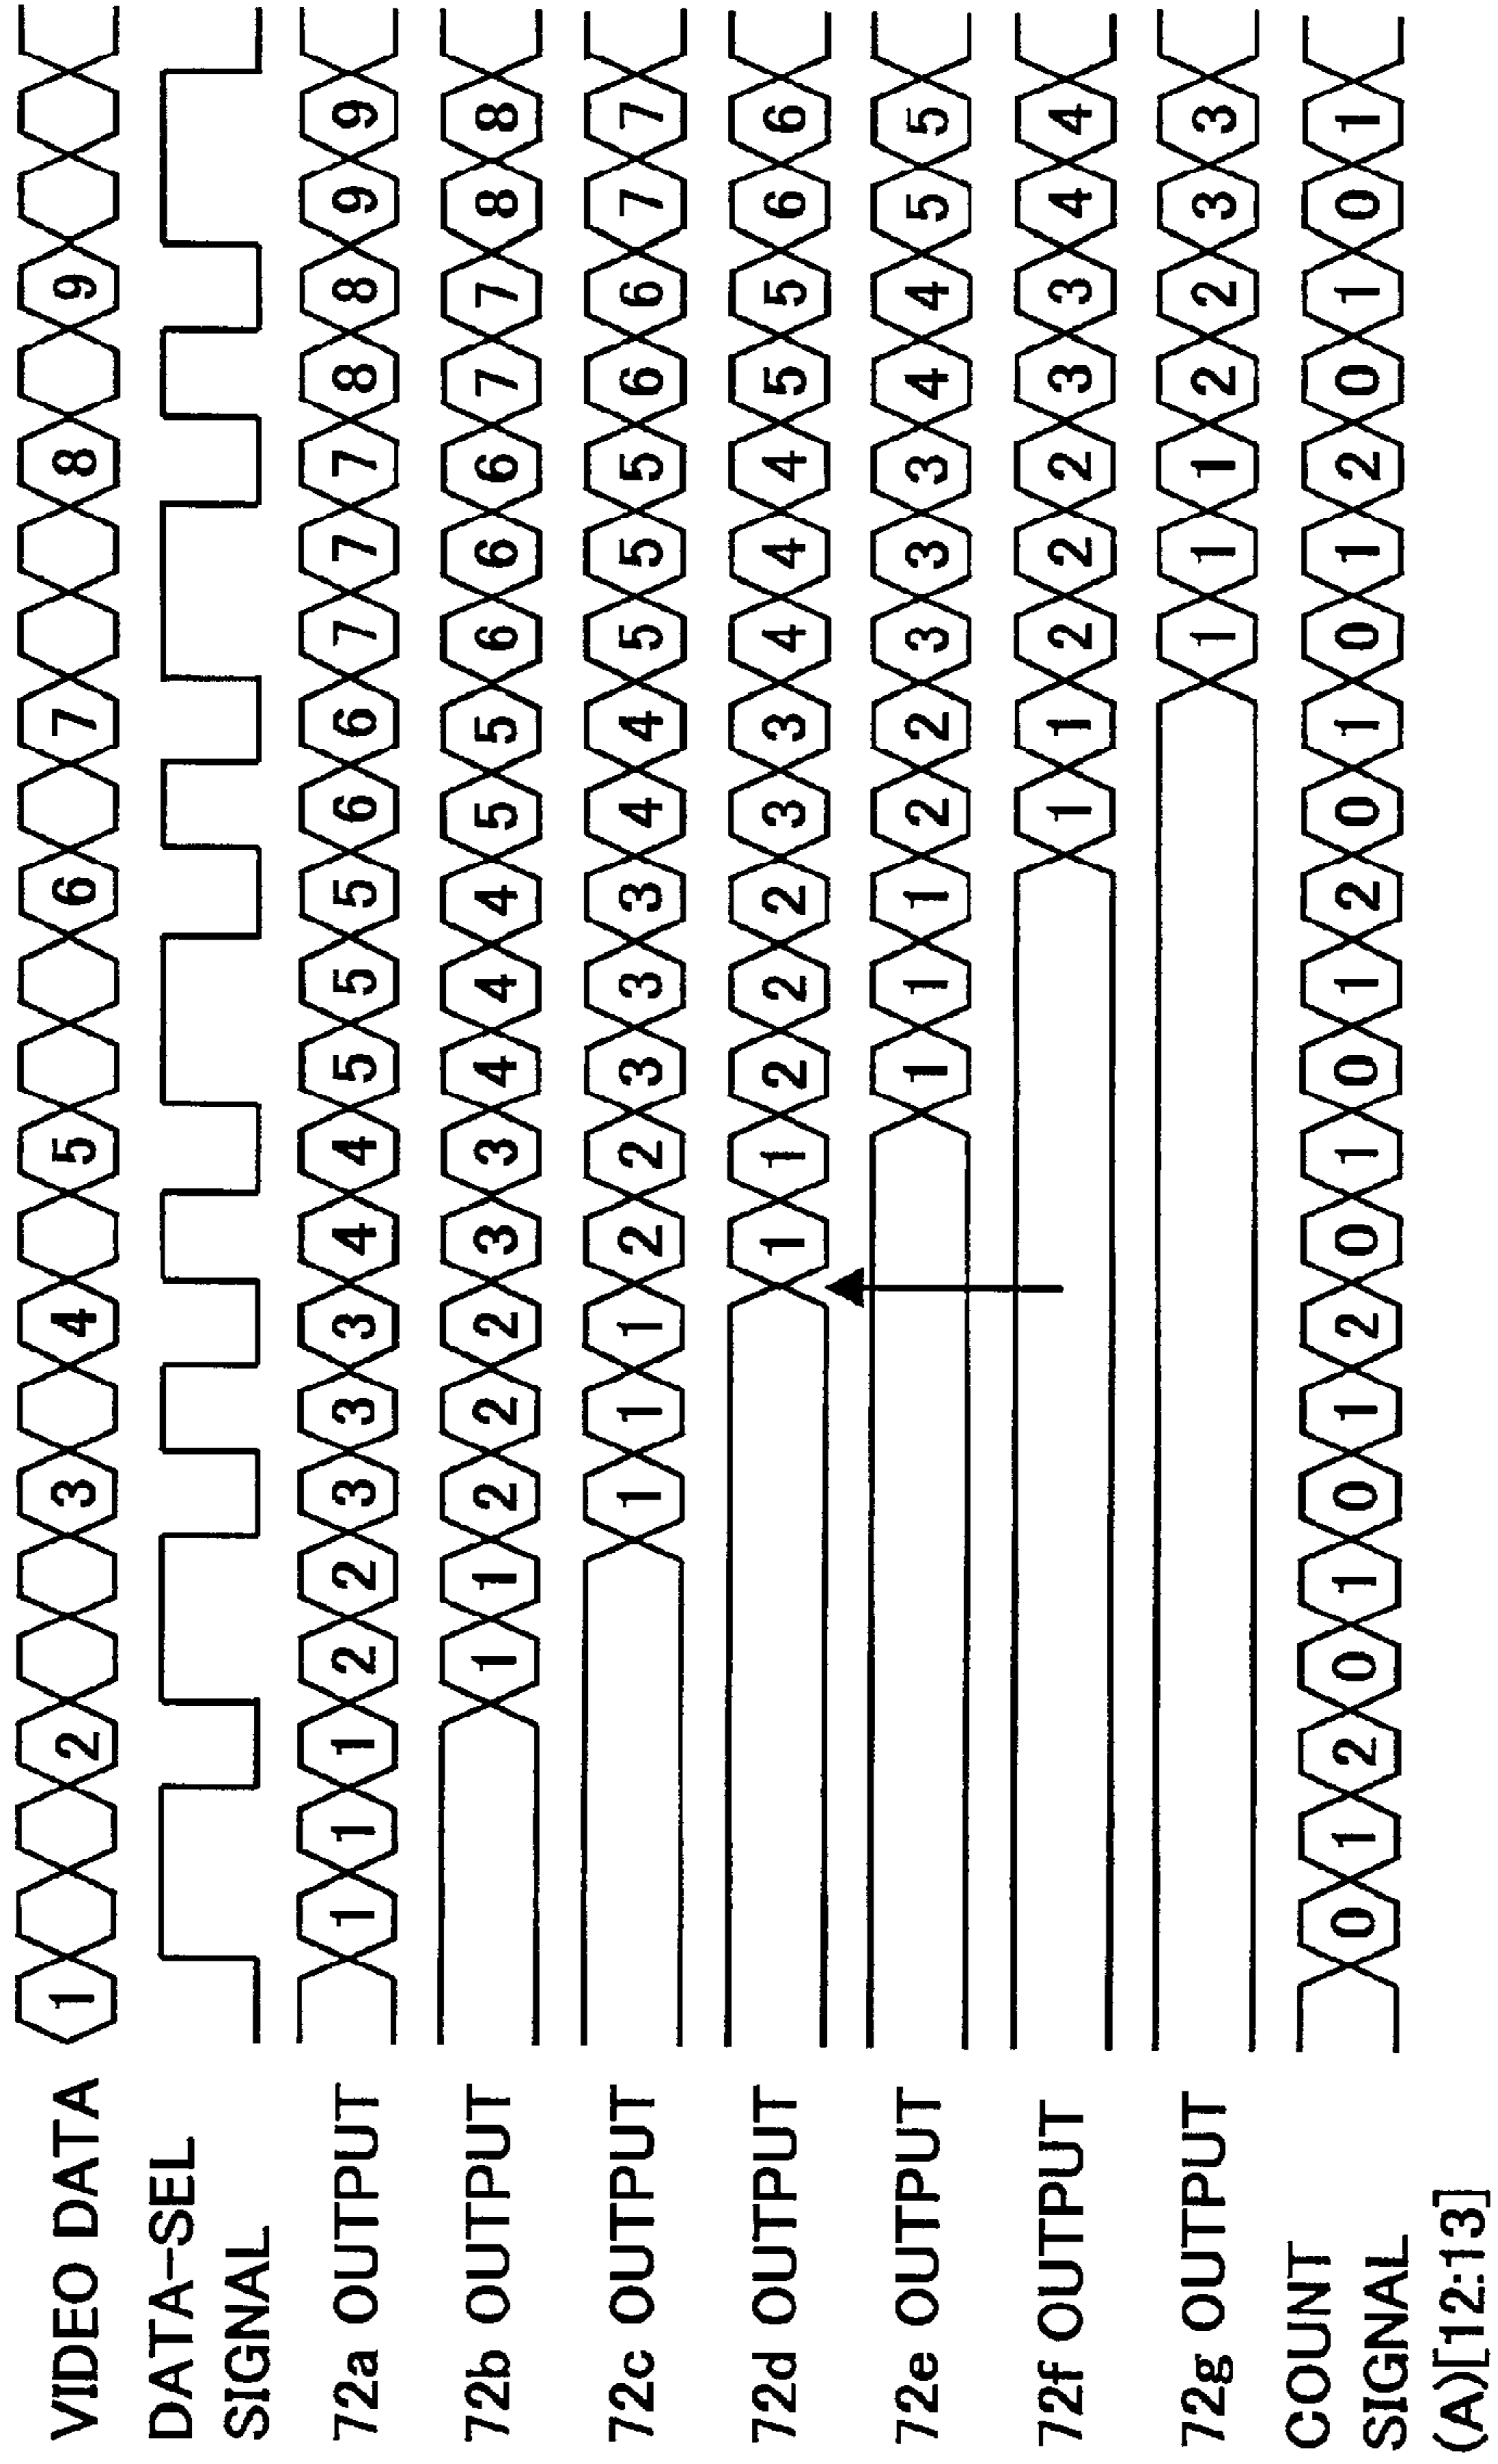 VIDEO DATA 1 2 3 4 5 6 7 8 9
DATA-SEL
SIGNAL
72a OUTPUT 1 1 1 2 2 3 3 3 4 4 5 5 5 6 6 7 7 7 8 8 9 9
72b OUTPUT 1 1 2 2 2 3 3 4 4 4 5 5 6 6 6 7 7 8 8
72c OUTPUT 1 1 1 2 2 3 3 3 4 4 5 5 5 6 6 7 7
72d OUTPUT 1 1 2 2 2 3 3 4 4 4 5 5 6 6
72e OUTPUT 1 1 1 2 2 3 3 3 4 4 5 5
72f OUTPUT 1 1 2 2 2 3 3 4 4
72g OUTPUT 1 1 1 2 2 3 3
COUNT 0 1 2 0 1 0 1 2 0 1 0 1 2 0 1 0 1 2 0 1 0 1
SIGNAL
(A)[12:13]